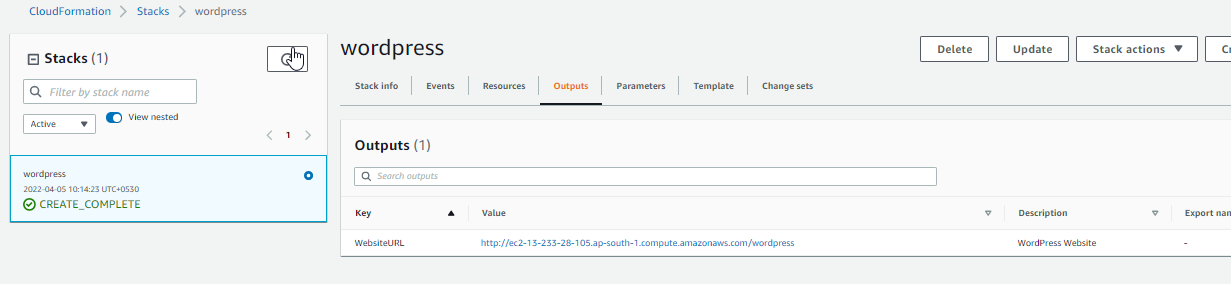 CloudFormation > Stacks > wordpress
Stacks (1)
Filter by stack name
Active
View nested
1
wordpress
2022-04-05 10:14:23 UTC+0530
CREATE_COMPLETE
wordpress
Delete Update Stack actions
Stack info Events Resources Outputs Parameters Template Change sets
Outputs (1)
Search outputs
Key Value Description Export
WebsiteURL http://ec2-13-233-28-105.ap-south-1.compute.amazonaws.com/wordpress WordPress Website -